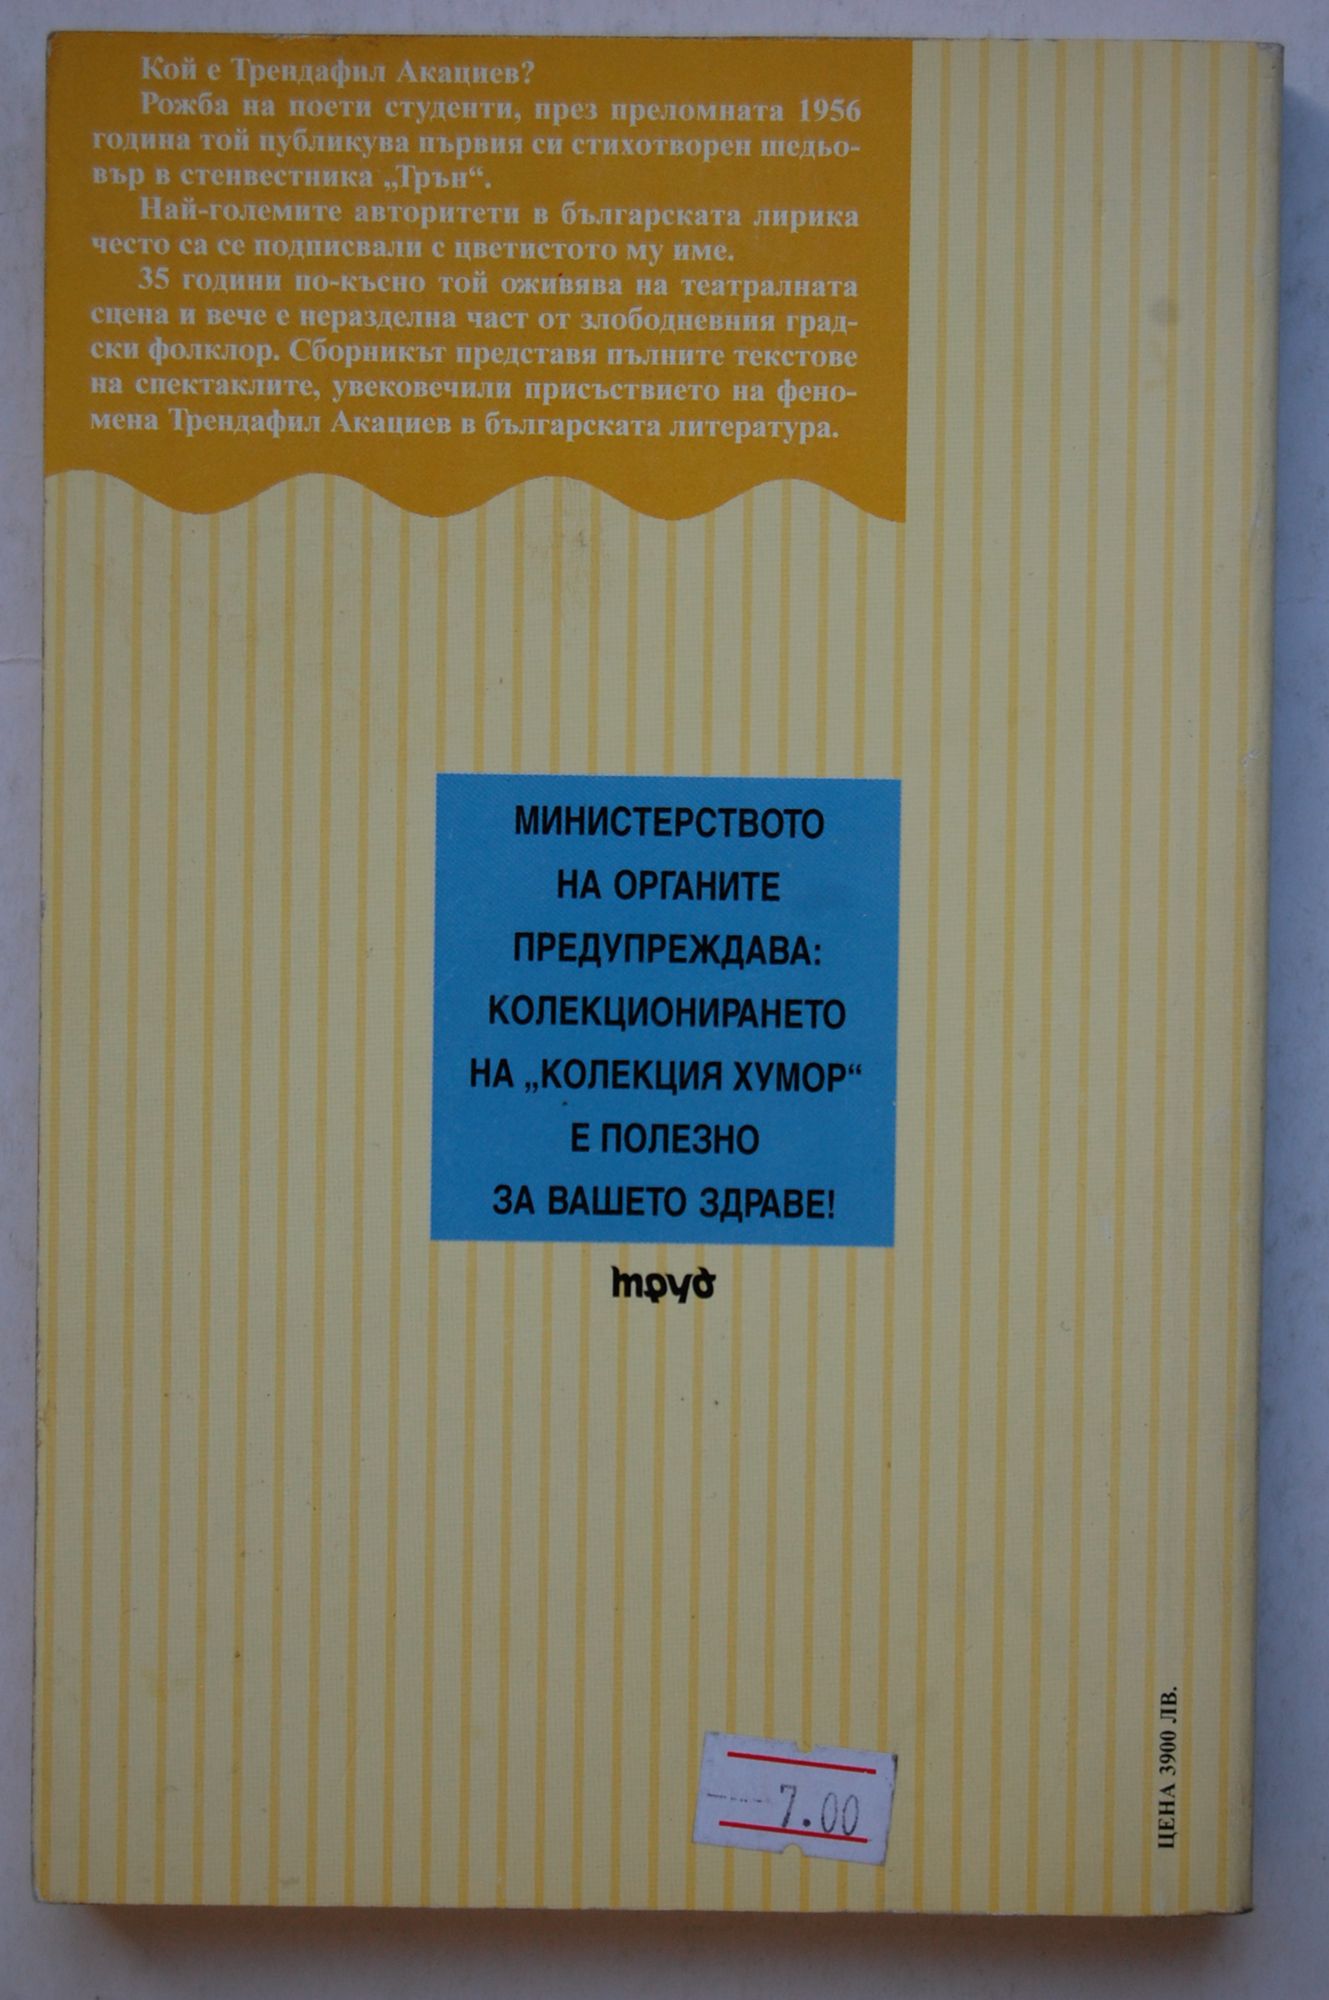 Кой е Трендафил Акациев?
Рожба на поети студенти, през преломната 1956
година той публикува първия си стихотворен шедьо-
вър в стенвестника „Трън“.
Най-големите авторитети в българската лирика
често са се подписвали с цветистото му име.
35 години по-късно той оживява на театралната
сцена и вече е неразделна част от злободневния град-
ски фолклор. Сборникът представя пълните текстове
на спектаклите, увековечили присъствието на фено-
мена Трендафил Акациев в българската литература.
МИНИСТЕРСТВОТО
НА ОРГАНИТЕ
ПРЕДУПРЕЖДАВА:
КОЛЕКЦИОНИРАНЕТО
НА „КОЛЕКЦИЯ ХУМОР“
Е ПОЛЕЗНО
ЗА ВАШЕТО ЗДРАВЕ!
труд
7.00
ЦЕНА 3900 ЛВ.